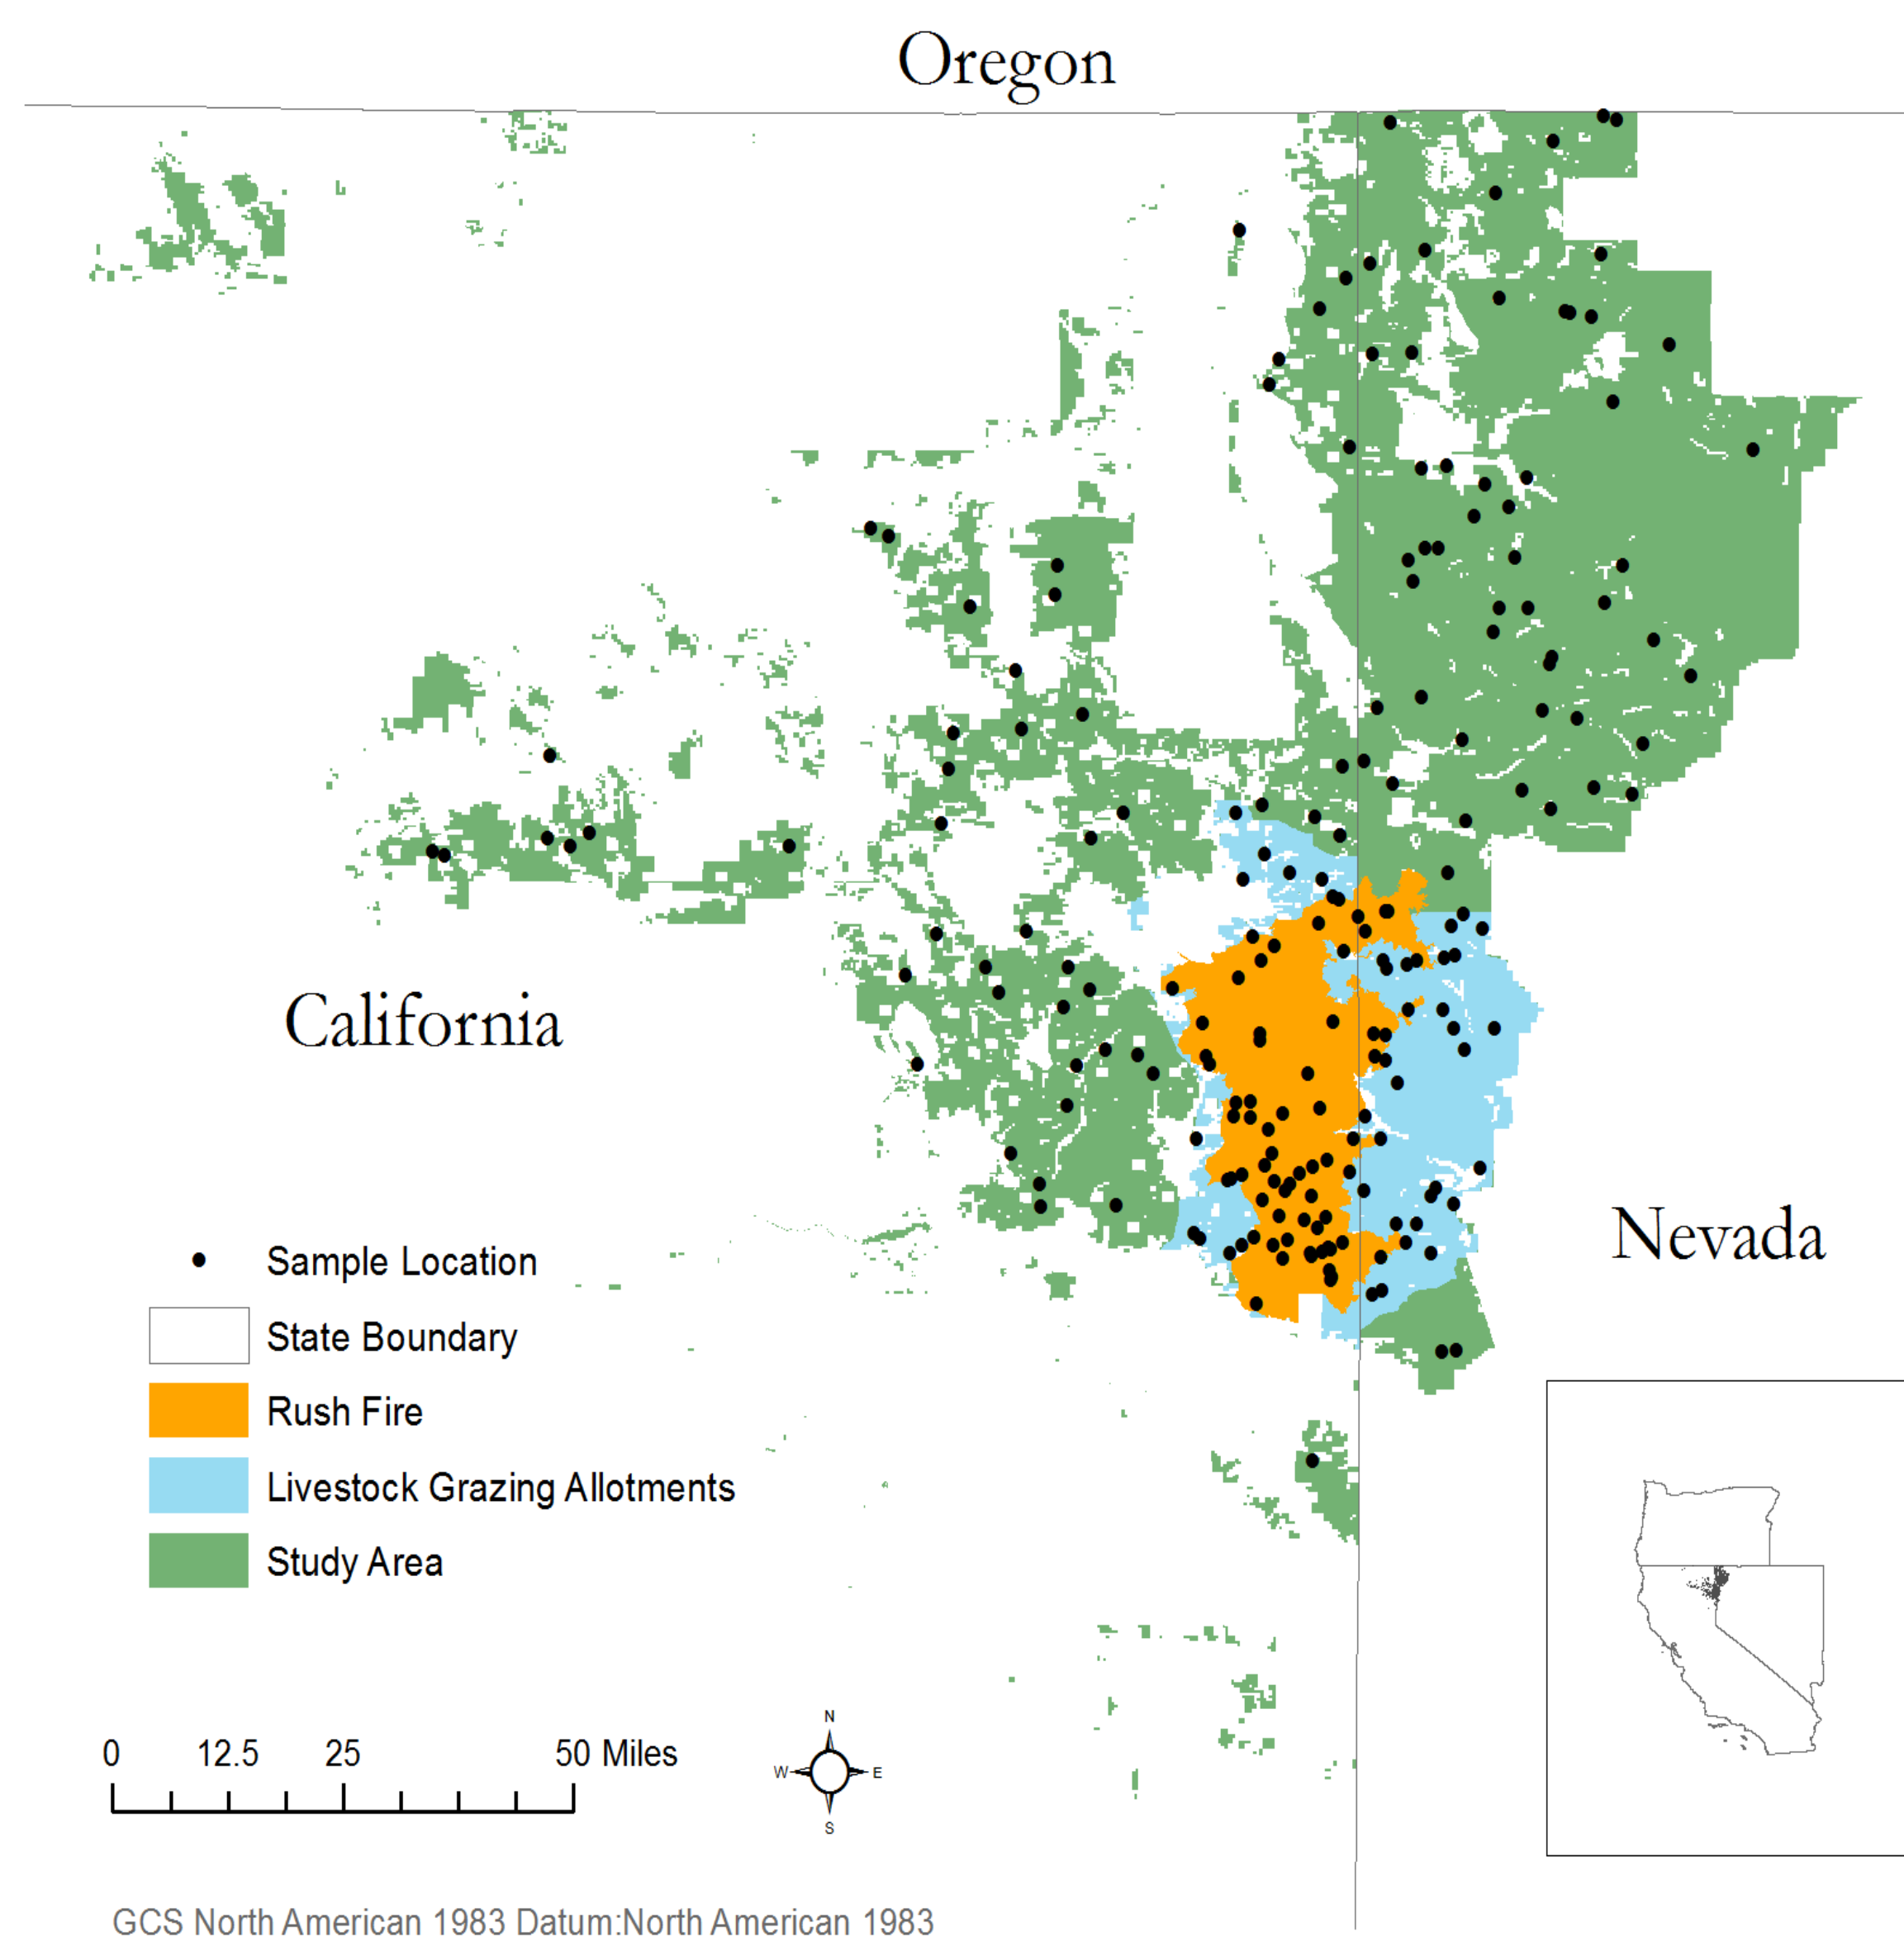 Oregon
California
Nevada
Sample Location
State Boundary
Rush Fire
Livestock Grazing Allotments
Study Area
0 12.5 25 50 Miles
N
W E
S
GCS North American 1983 Datum:North American 1983